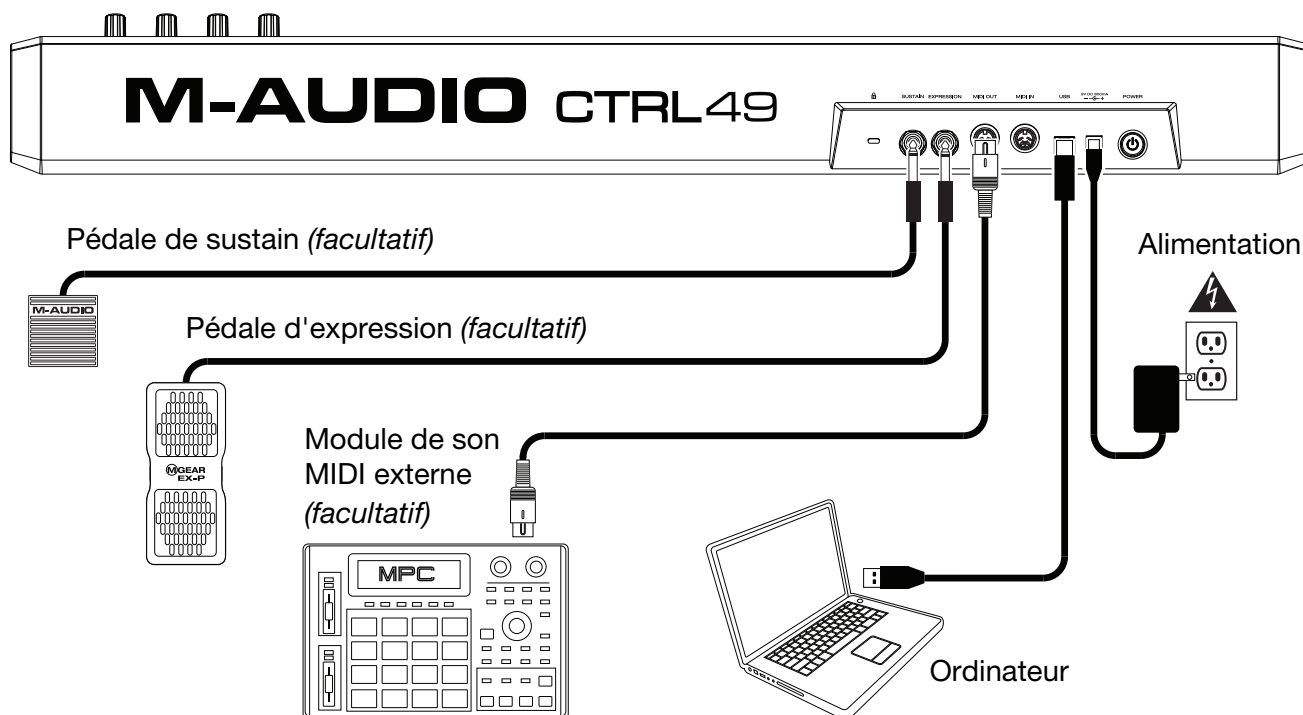 M-AUDIO CTRL49
SUSTAIN EXPRESSION MIDI OUT MIDI IN USB POWER
Pédale de sustain (facultatif)
Alimentation
M-AUDIO
Pédale d'expression (facultatif)
Module de son
MIDI externe
(facultatif)
MGEAR
EX-P
MPC
Ordinateur